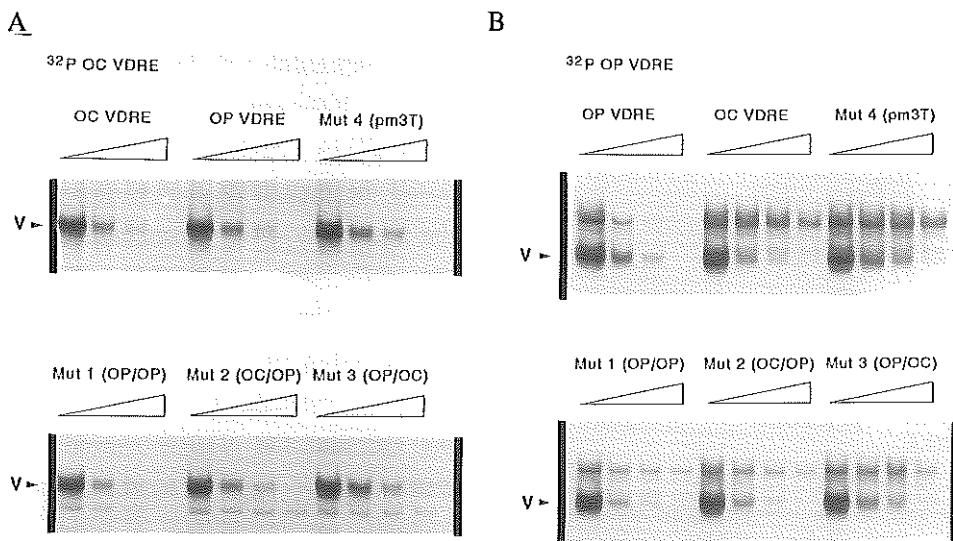 A
³²P OC VDRE
OC VDRE OP VDRE Mut 4 (pm3T)
V
Mut 1 (OP/OP) Mut 2 (OC/OP) Mut 3 (OP/OC)
V
B
³²P OP VDRE
OP VDRE OC VDRE Mut 4 (pm3T)
V
Mut 1 (OP/OP) Mut 2 (OC/OP) Mut 3 (OP/OC)
V